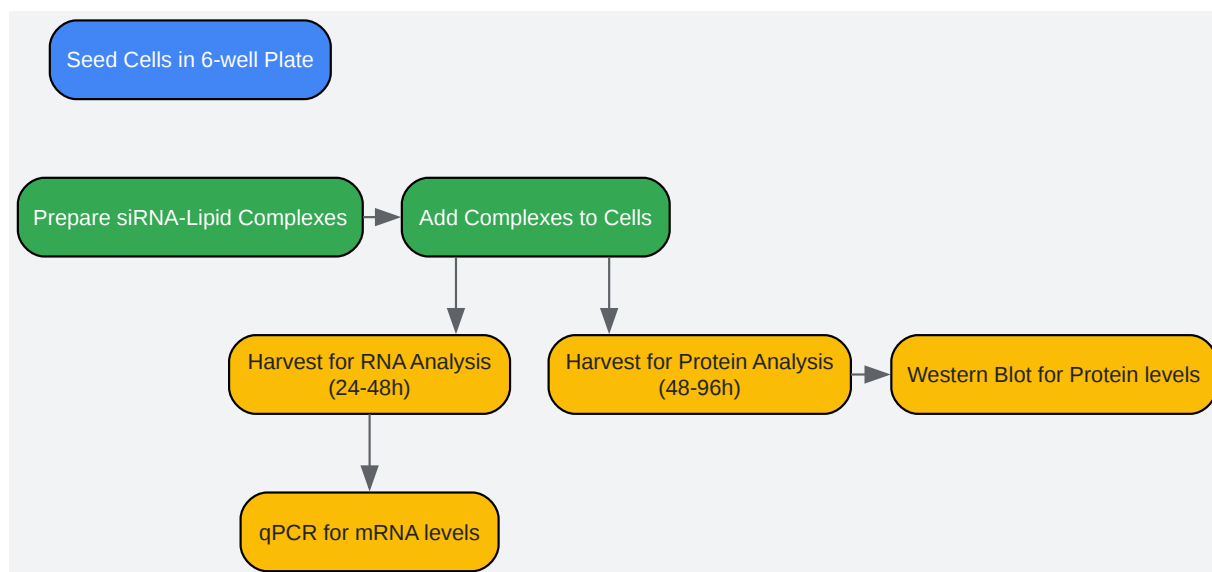 Seed Cells in 6-well Plate
Prepare siRNA-Lipid Complexes
Add Complexes to Cells
Harvest for RNA Analysis
(24-48h)
Harvest for Protein Analysis
(48-96h)
Western Blot for Protein levels
qPCR for mRNA levels